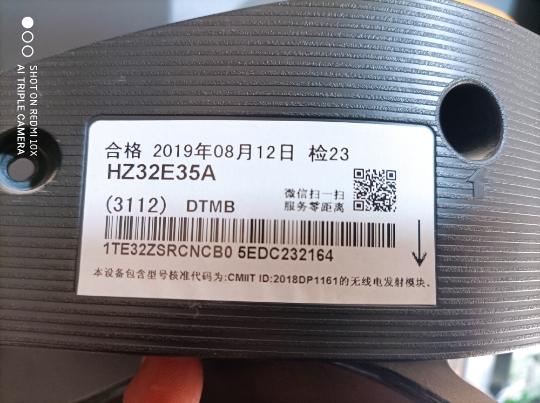 合格 2019年08月12日 检23
HZ32E35A
(3112) DTMB
微信扫一扫
服务零距离
1TE32ZSRCNCB0 5EDC232164
本设备包含型号核准代码为:CMIIT ID:2018DP1161的无线电发射模块.
SHOT ON REDMI 10X
AI TRIPLE CAMERA